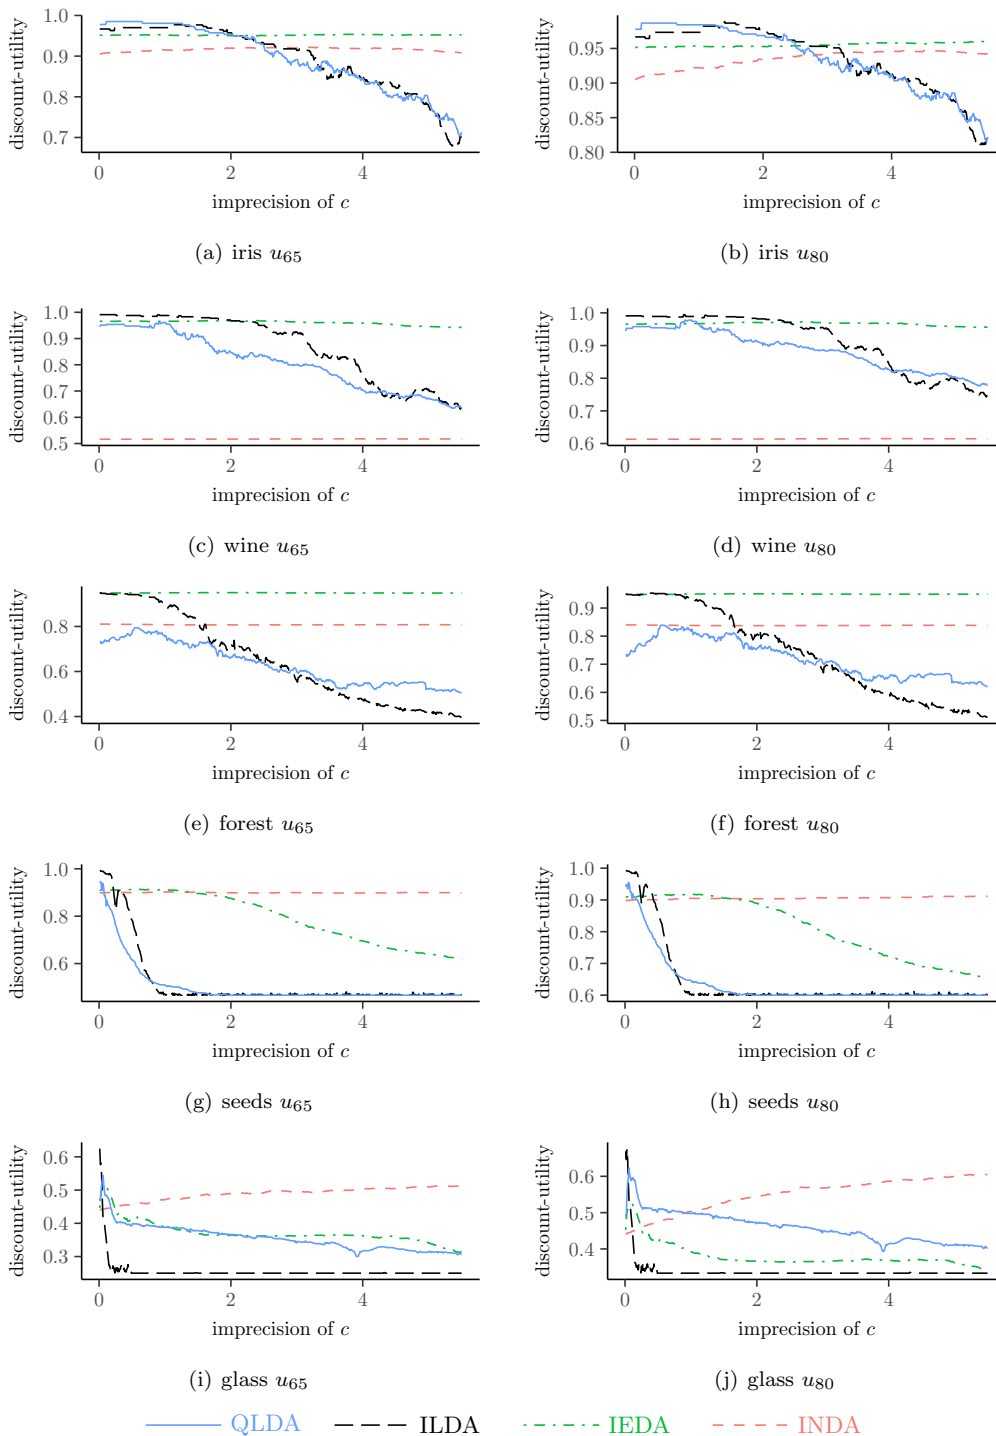 discount-utility
1.0
0.9
0.8
0.7
0
2
4
imprecision of c
(a) iris u65
discount-utility
0.95
0.90
0.85
0.80
0
2
4
imprecision of c
(b) iris u80
discount-utility
1.0
0.9
0.8
0.7
0.6
0.5
0
2
4
imprecision of c
(c) wine u65
discount-utility
1.0
0.9
0.8
0.7
0.6
0
2
4
imprecision of c
(d) wine u80
discount-utility
0.8
0.6
0.4
0
2
4
imprecision of c
(e) forest u65
discount-utility
0.9
0.8
0.7
0.6
0.5
0
2
4
imprecision of c
(f) forest u80
discount-utility
1.0
0.8
0.6
0
2
4
imprecision of c
(g) seeds u65
discount-utility
1.0
0.9
0.8
0.7
0.6
0
2
4
imprecision of c
(h) seeds u80
discount-utility
0.6
0.5
0.4
0.3
0
2
4
imprecision of c
(i) glass u65
discount-utility
0.6
0.5
0.4
0
2
4
imprecision of c
(j) glass u80
QLDA ILDA IEDA INDA